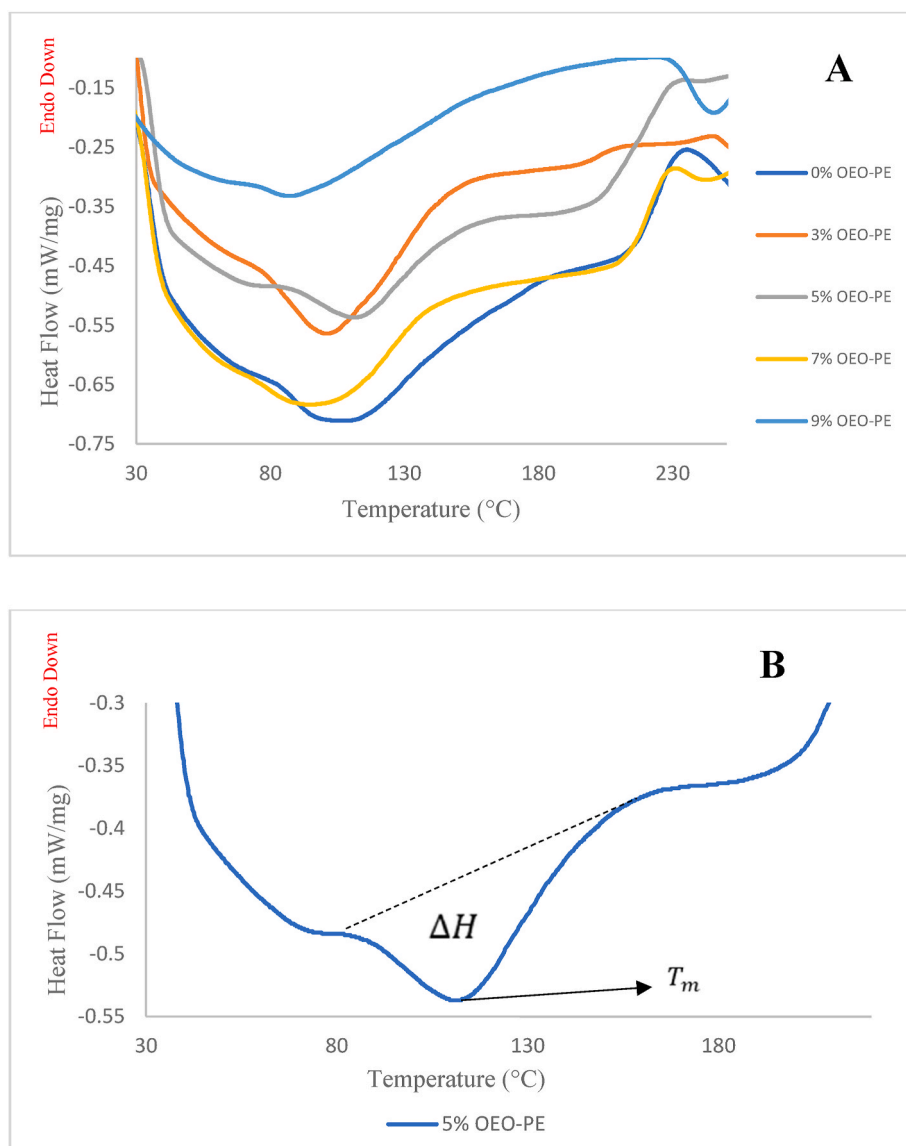 A
Endo Down
Heat Flow (mW/mg)
-0.15
-0.25
-0.35
-0.45
-0.55
-0.65
-0.75
30
80
130
180
230
Temperature (°C)
0% OEO-PE
3% OEO-PE
5% OEO-PE
7% OEO-PE
9% OEO-PE
B
Endo Down
Heat Flow (mW/mg)
-0.3
-0.35
-0.4
-0.45
-0.5
-0.55
ΔH
Tm
30
80
130
180
Temperature (°C)
5% OEO-PE